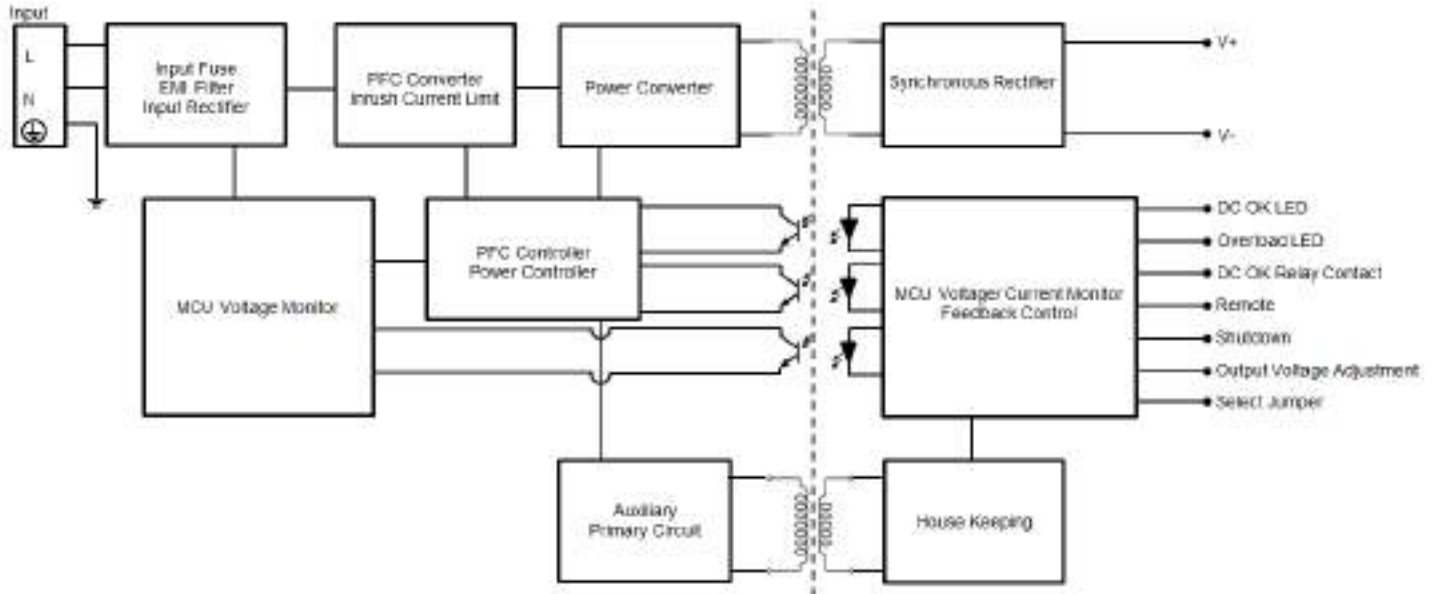 Input
L
N
Input Fuse
EMI Filter
Input Rectifier
PFC Converter
Inrush Current Limit
Power Converter
Synchronous Rectifier
V+
V-
MCU Voltage Monitor
PFC Controller
Power Controller
MCU Voltager Current Monitor
Feedback Control
DC OK LED
Overload LED
DC OK Relay Contact
Remote
Shutdown
Output Voltage Adjustment
Select Jumper
Auxiliary
Primary Circuit
House Keeping